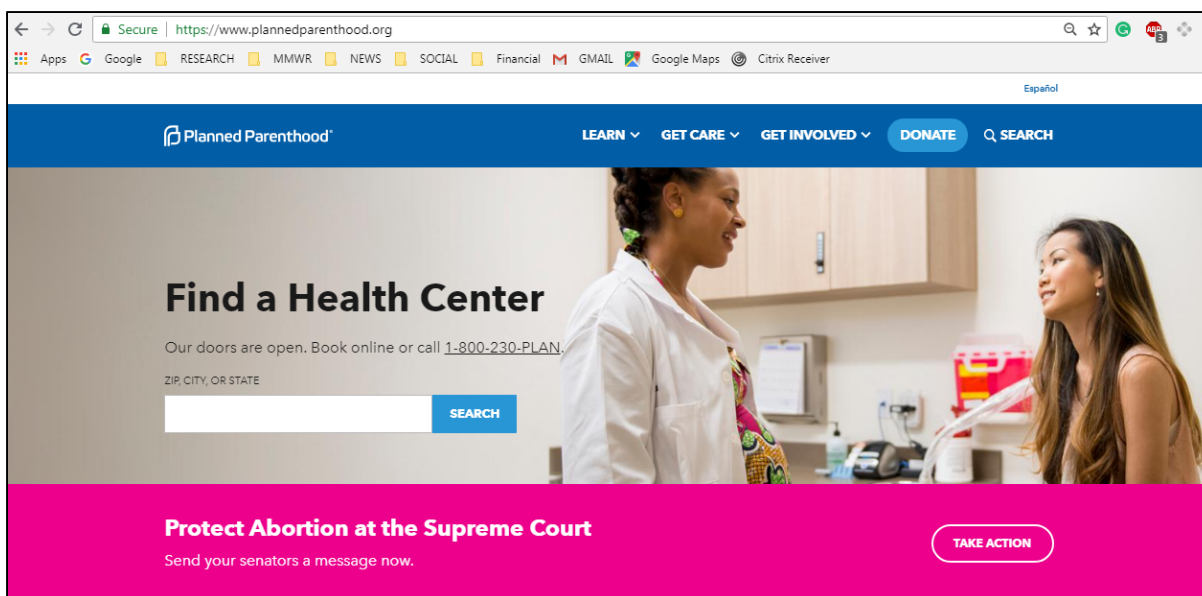 Secure | https://www.plannedparenthood.org
Apps Google RESEARCH MMWR NEWS SOCIAL Financial GMAIL Google Maps Citrix Receiver
Español
Planned Parenthood® LEARN GET CARE GET INVOLVED DONATE SEARCH
Find a Health Center
Our doors are open. Book online or call 1-800-230-PLAN.
ZIP, CITY, OR STATE
SEARCH
Protect Abortion at the Supreme Court
TAKE ACTION
Send your senators a message now.